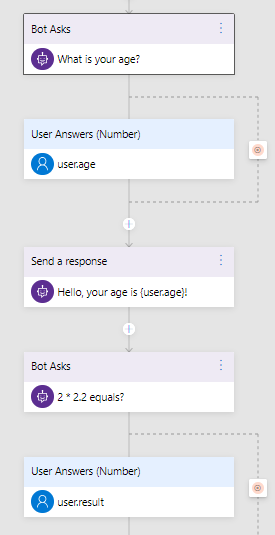 Bot Asks
What is your age?
User Answers (Number)
user.age
Send a response
Hello, your age is {user.age}!
Bot Asks
2 * 2.2 equals?
User Answers (Number)
user.result